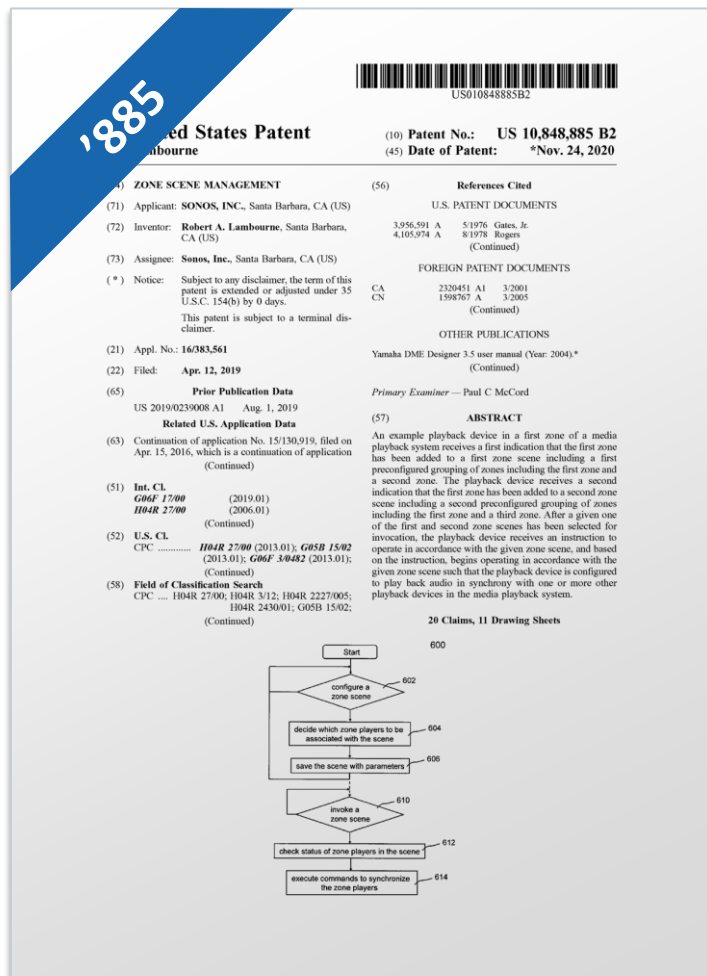 '885
US010848885B2
ed States Patent
mbourne
(10) Patent No.: US 10,848,885 B2
(45) Date of Patent: *Nov. 24, 2020
ZONE SCENE MANAGEMENT
(71) Applicant: SONOS, INC., Santa Barbara, CA (US)
(72) Inventor: Robert A. Lambourne, Santa Barbara,
CA (US)
(73) Assignee: Sonos, Inc., Santa Barbara, CA (US)
( * ) Notice: Subject to any disclaimer, the term of this
patent is extended or adjusted under 35
U.S.C. 154(b) by 0 days.
This patent is subject to a terminal dis-
claimer.
(21) Appl. No.: 16/383,561
(22) Filed: Apr. 12, 2019
(65) Prior Publication Data
US 2019/0239008 A1 Aug. 1, 2019
Related U.S. Application Data
(63) Continuation of application No. 15/130,919, filed on
Apr. 15, 2016, which is a continuation of application
(Continued)
(51) Int. Cl.
G06F 17/00 (2019.01)
H04R 27/00 (2006.01)
(Continued)
(52) U.S. Cl.
CPC ............. H04R 27/00 (2013.01); G05B 15/02
(2013.01); G06F 3/0482 (2013.01);
(Continued)
(58) Field of Classification Search
CPC .... H04R 27/00; H04R 3/12; H04R 2227/005;
H04R 2430/01; G05B 15/02;
(Continued)
(56) References Cited
U.S. PATENT DOCUMENTS
3,956,591 A 5/1976 Gates, Jr.
4,105,974 A 8/1978 Rogers
(Continued)
FOREIGN PATENT DOCUMENTS
CA 2320451 A1 3/2001
CN 1598767 A 3/2005
(Continued)
OTHER PUBLICATIONS
Yamaha DME Designer 3.5 user manual (Year: 2004).*
(Continued)
Primary Examiner — Paul C McCord
(57) ABSTRACT
An example playback device in a first zone of a media
playback system receives a first indication that the first zone
has been added to a first zone scene including a first
preconfigured grouping of zones including the first zone and
a second zone. The playback device receives a second
indication that the first zone has been added to a second zone
scene including a second preconfigured grouping of zones
including the first zone and a third zone. After a given one
of the first and second zone scenes has been selected for
invocation, the playback device receives an instruction to
operate in accordance with the given zone scene, and based
on the instruction, begins operating in accordance with the
given zone scene such that the playback device is configured
to play back audio in synchrony with one or more other
playback devices in the media playback system.
20 Claims, 11 Drawing Sheets
Start
600
configure a
zone scene
602
decide which zone players to be
associated with the scene
604
save the scene with parameters
606
invoke a
zone scene
610
check status of zone players in the scene
612
execute commands to synchronize
the zone players
614